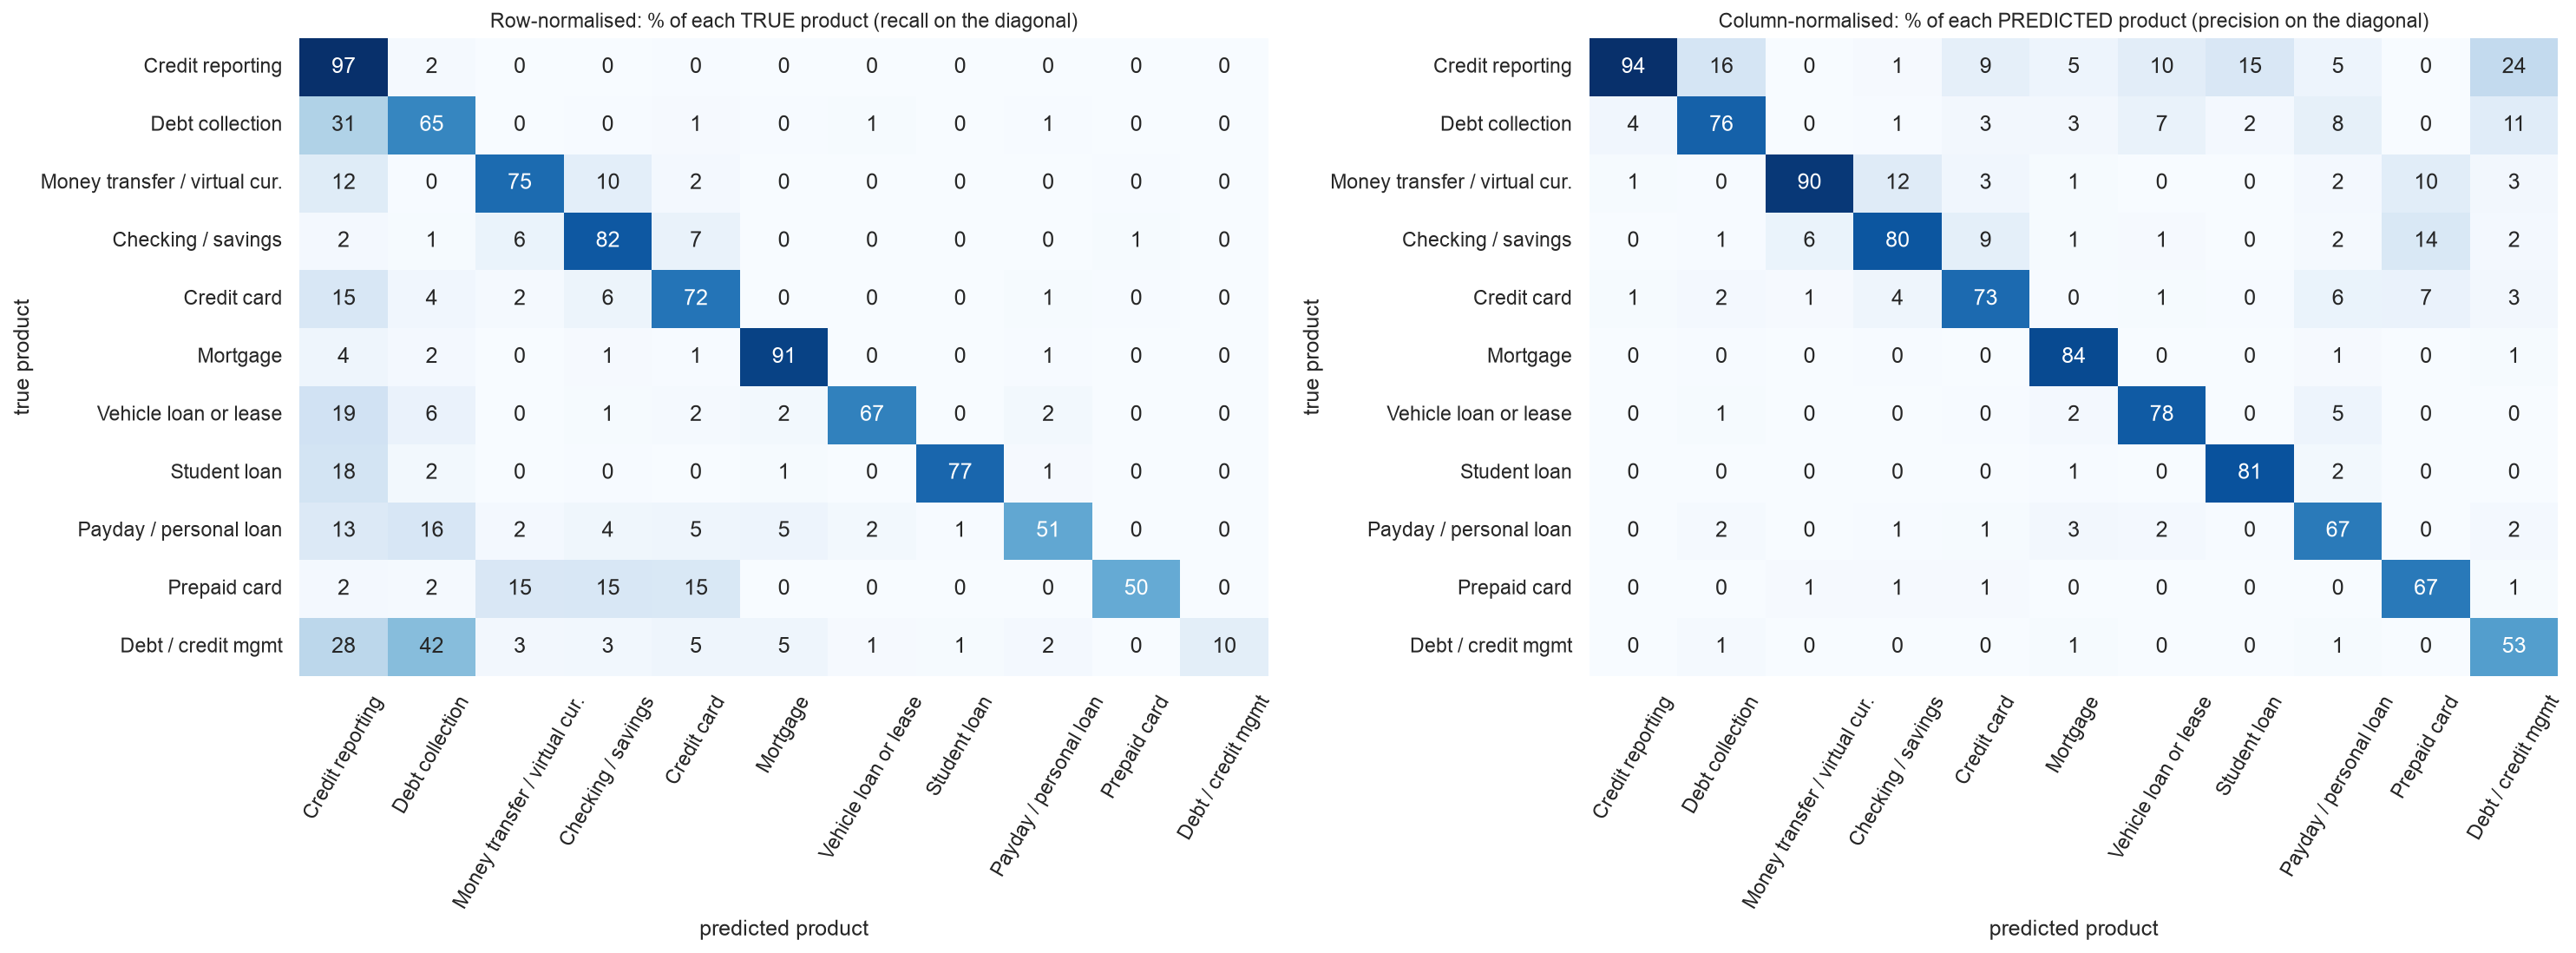 Row-normalised: % of each TRUE product (recall on the diagonal)
true product
Credit reporting 97 2 0 0 0 0 0 0 0 0 0
Debt collection 31 65 0 0 1 0 1 0 1 0 0
Money transfer / virtual cur. 12 0 75 10 2 0 0 0 0 0 0
Checking / savings 2 1 6 82 7 0 0 0 0 1 0
Credit card 15 4 2 6 72 0 0 0 1 0 0
Mortgage 4 2 0 1 1 91 0 0 1 0 0
Vehicle loan or lease 19 6 0 1 2 2 67 0 2 0 0
Student loan 18 2 0 0 0 1 0 77 1 0 0
Payday / personal loan 13 16 2 4 5 5 2 1 51 0 0
Prepaid card 2 2 15 15 15 0 0 0 0 50 0
Debt / credit mgmt 28 42 3 3 5 5 1 1 2 0 10
Credit reporting
Debt collection
Money transfer / virtual cur.
Checking / savings
Credit card
Mortgage
Vehicle loan or lease
Student loan
Payday / personal loan
Prepaid card
Debt / credit mgmt
predicted product
Column-normalised: % of each PREDICTED product (precision on the diagonal)
true product
Credit reporting 94 16 0 1 9 5 10 15 5 0 24
Debt collection 4 76 0 1 3 3 7 2 8 0 11
Money transfer / virtual cur. 1 0 90 12 3 1 0 0 2 10 3
Checking / savings 0 1 6 80 9 1 1 0 2 14 2
Credit card 1 2 1 4 73 0 1 0 6 7 3
Mortgage 0 0 0 0 0 84 0 0 1 0 1
Vehicle loan or lease 0 1 0 0 0 2 78 0 5 0 0
Student loan 0 0 0 0 0 1 0 81 2 0 0
Payday / personal loan 0 2 0 1 1 3 2 0 67 0 2
Prepaid card 0 0 1 1 1 0 0 0 0 67 1
Debt / credit mgmt 0 1 0 0 0 1 0 0 1 0 53
Credit reporting
Debt collection
Money transfer / virtual cur.
Checking / savings
Credit card
Mortgage
Vehicle loan or lease
Student loan
Payday / personal loan
Prepaid card
Debt / credit mgmt
predicted product